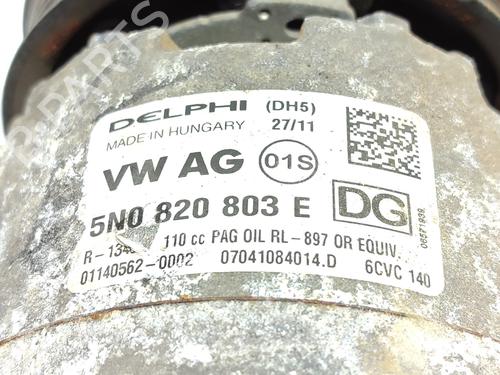 DELPHI (DH5)
MADE IN HUNGARY 27/11
VW AG 01S
5N0 820 803 E DG
110 cc PAG OIL RL-897 OR EQUIV.
01140562-0002 07041084014.D 6CVC 140
B-PARTS